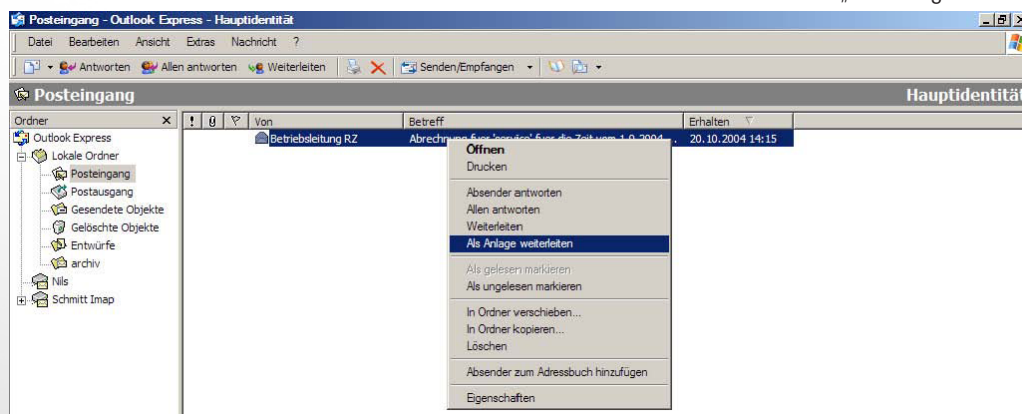 Posteingang - Outlook Express - Hauptidentität
Datei Bearbeiten Ansicht Extras Nachricht ?
Antworten Allen antworten Weiterleiten Senden/Empfangen
Posteingang Hauptidentität
Ordner
! Von Betreff Erhalten
Outlook Express
Lokale Ordner
Posteingang
Postausgang
Gesendete Objekte
Gelöschte Objekte
Entwürfe
archiv
Nils
Schmitt Imap
Betriebsleitung RZ Abrechnung fuer 'service' fuer die Zeit vom 1.9.2004 ... 20.10.2004 14:15
Öffnen
Drucken
Absender antworten
Allen antworten
Weiterleiten
Als Anlage weiterleiten
Als gelesen markieren
Als ungelesen markieren
In Ordner verschieben...
In Ordner kopieren...
Löschen
Absender zum Adressbuch hinzufügen
Eigenschaften